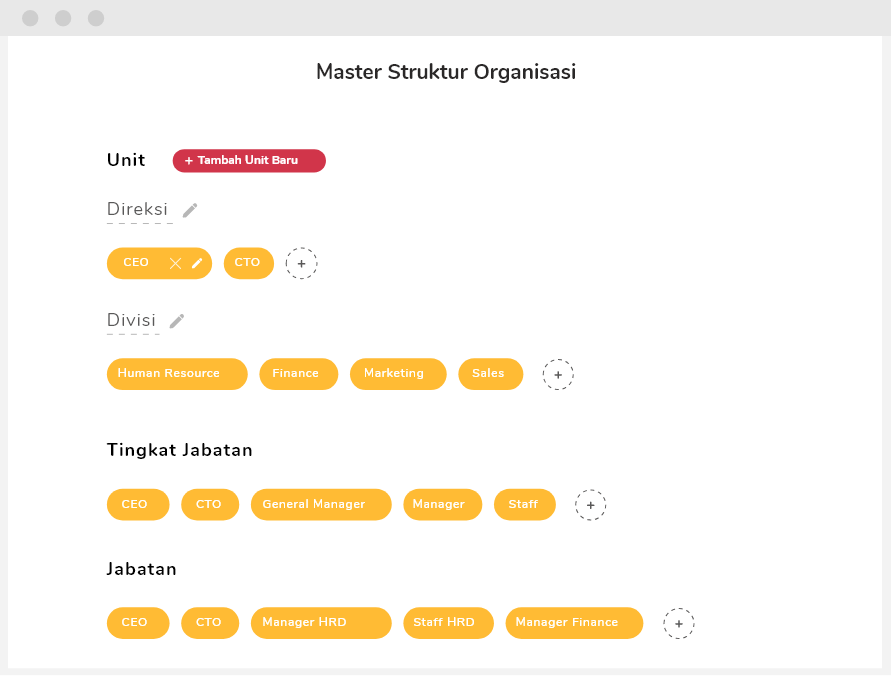 Master Struktur Organisasi
Unit + Tambah Unit Baru
Direksi
CEO CTO +
Divisi
Human Resource Finance Marketing Sales +
Tingkat Jabatan
CEO CTO General Manager Manager Staff +
Jabatan
CEO CTO Manager HRD Staff HRD Manager Finance +